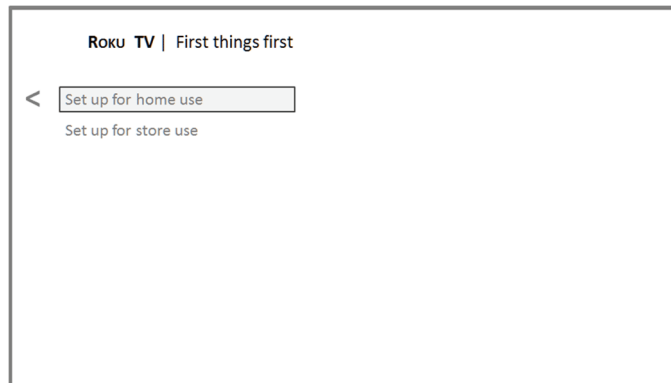 Roku TV | First things first
<
Set up for home use
Set up for store use